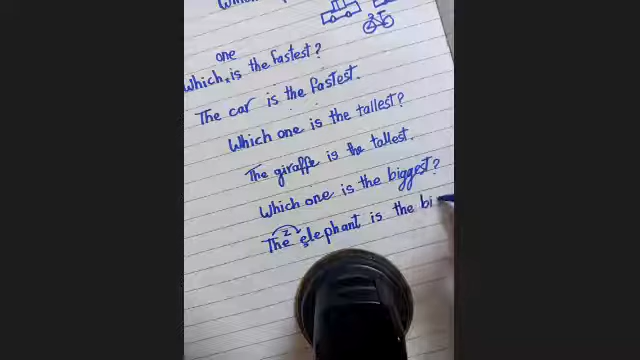 one
Which is the fastest?
The car is the fastest.
Which one is the tallest?
The giraffe is the tallest.
Which one is the biggest?
The elephant is the bi